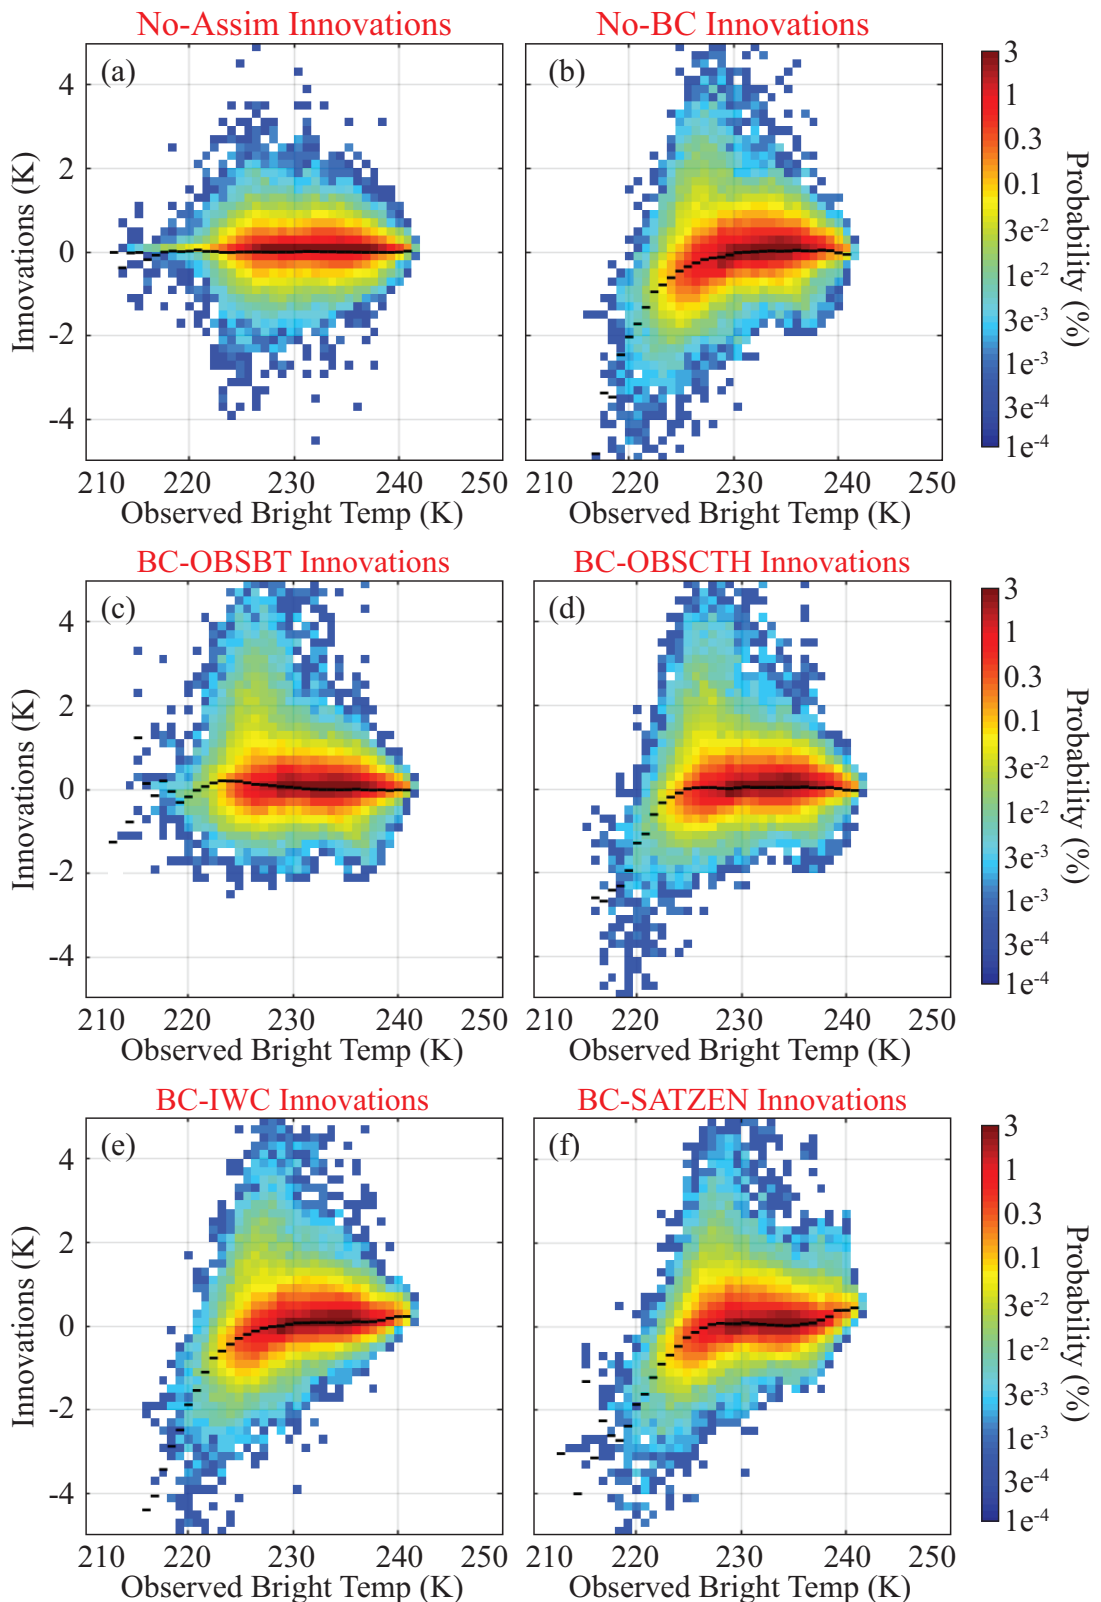 No-Assim Innovations
No-BC Innovations
(a)
(b)
4
2
0
-2
-4
Innovations (K)
210 220 230 240 250
210 220 230 240 250
Observed Bright Temp (K)
Observed Bright Temp (K)
3
1
0.3
0.1
3e-2
1e-2
3e-3
1e-3
3e-4
1e-4
Probability (%)
BC-OBSBT Innovations
BC-OBSCTH Innovations
(c)
(d)
4
2
0
-2
-4
Innovations (K)
210 220 230 240 250
210 220 230 240 250
Observed Bright Temp (K)
Observed Bright Temp (K)
3
1
0.3
0.1
3e-2
1e-2
3e-3
1e-3
3e-4
1e-4
Probability (%)
BC-IWC Innovations
BC-SATZEN Innovations
(e)
(f)
4
2
0
-2
-4
Innovations (K)
210 220 230 240 250
210 220 230 240 250
Observed Bright Temp (K)
Observed Bright Temp (K)
3
1
0.3
0.1
3e-2
1e-2
3e-3
1e-3
3e-4
1e-4
Probability (%)